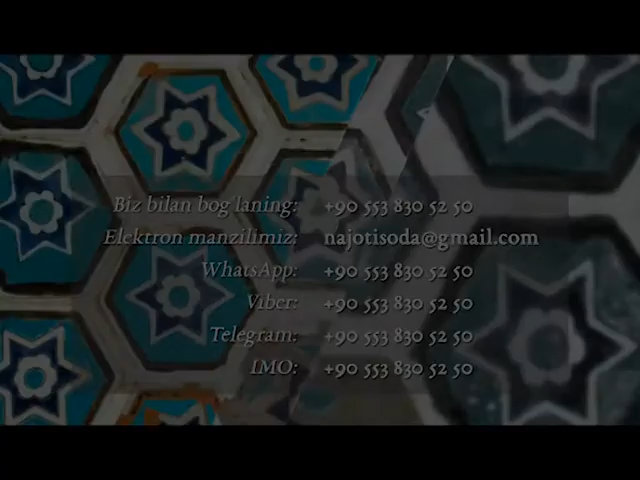 Biz bilan bog laning: +90 553 830 52 50
Elektron manzilimiz: najotisoda@gmail.com
WhatsApp: +90 553 830 52 50
Viber: +90 553 830 52 50
Telegram: +90 553 830 52 50
IMO: +90 553 830 52 50